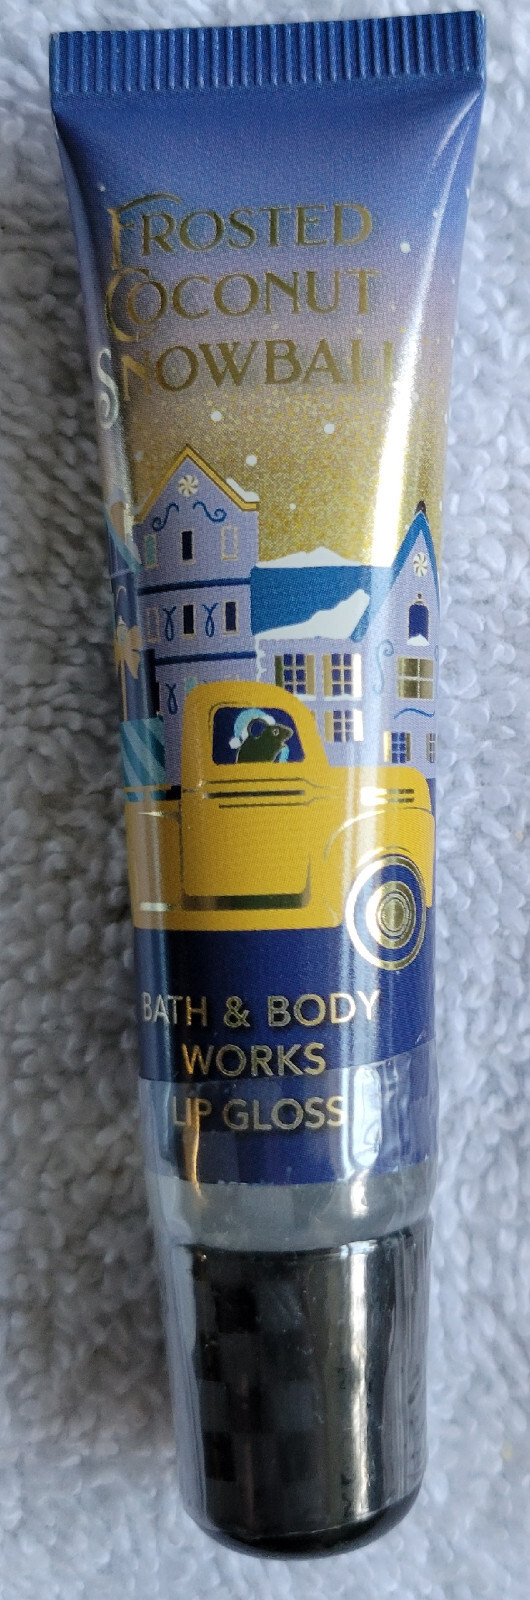 FROSTED
COCONUT
SNOWBALL
BATH & BODY
WORKS
LIP GLOSS